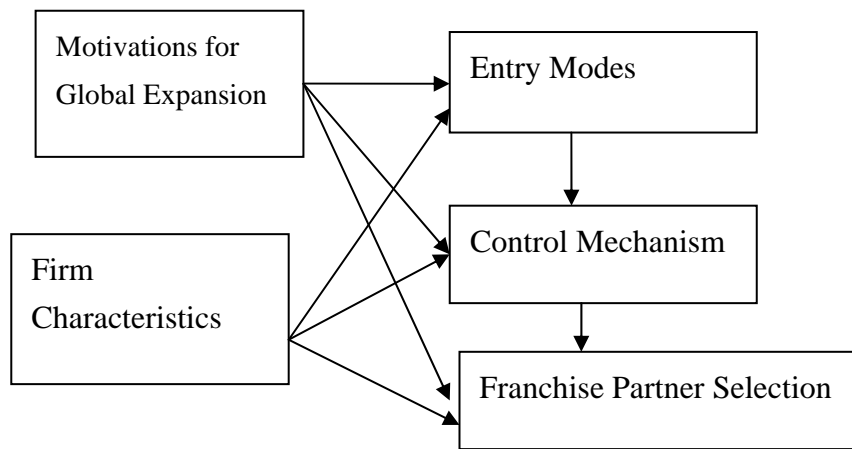 Motivations for
Global Expansion
Entry Modes
Control Mechanism
Firm
Characteristics
Franchise Partner Selection